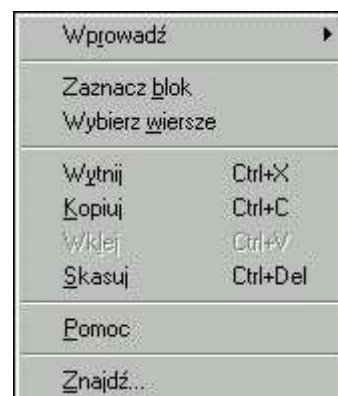 Wprowadź
Zaznacz blok
Wybierz wiersze
Wytnij Ctrl+X
Kopiuj Ctrl+C
Wklej Ctrl+V
Skasuj Ctrl+Del
Pomoc
Znajdź...